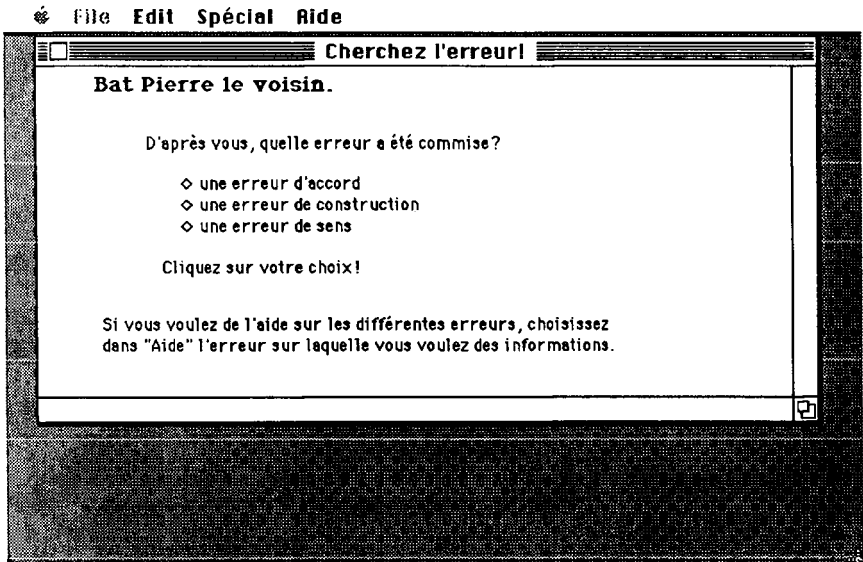 File Edit Spécial Aide
Cherchez l'erreur!
Bat Pierre le voisin.
D'après vous, quelle erreur a été commise?
◇ une erreur d'accord
◇ une erreur de construction
◇ une erreur de sens
Cliquez sur votre choix!
Si vous voulez de l'aide sur les différentes erreurs, choisissez
dans "Aide" l'erreur sur laquelle vous voulez des informations.